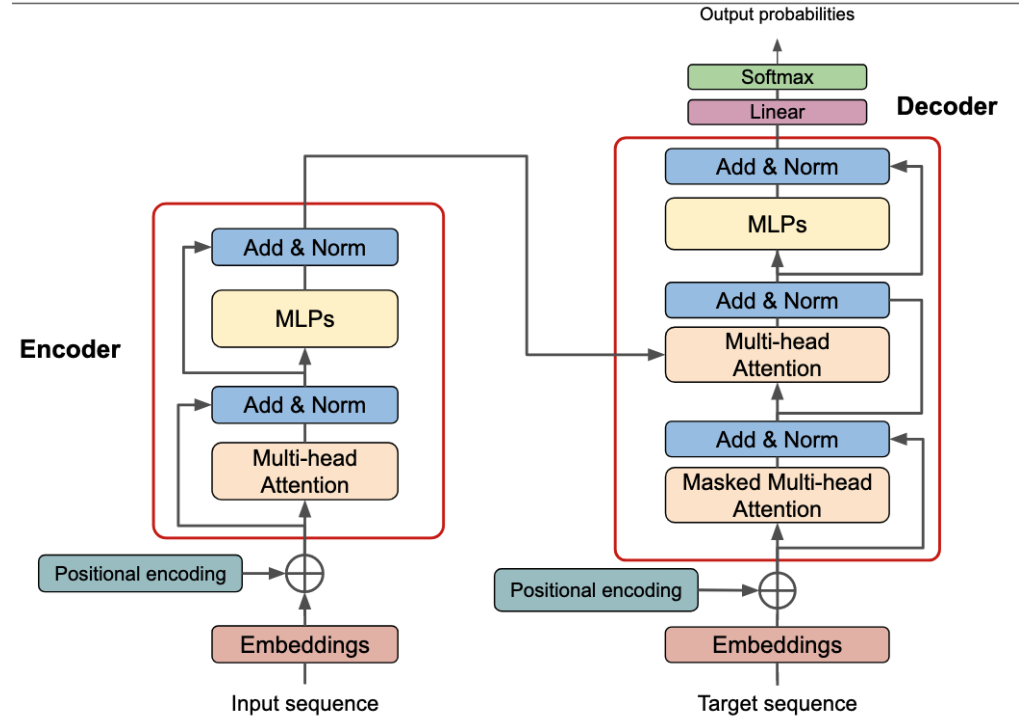 Output probabilities
Softmax
Linear
Decoder
Add & Norm
MLPs
Add & Norm
Multi-head
Attention
Add & Norm
Masked Multi-head
Attention
Positional encoding
Embeddings
Target sequence
Encoder
Add & Norm
MLPs
Add & Norm
Multi-head
Attention
Positional encoding
Embeddings
Input sequence